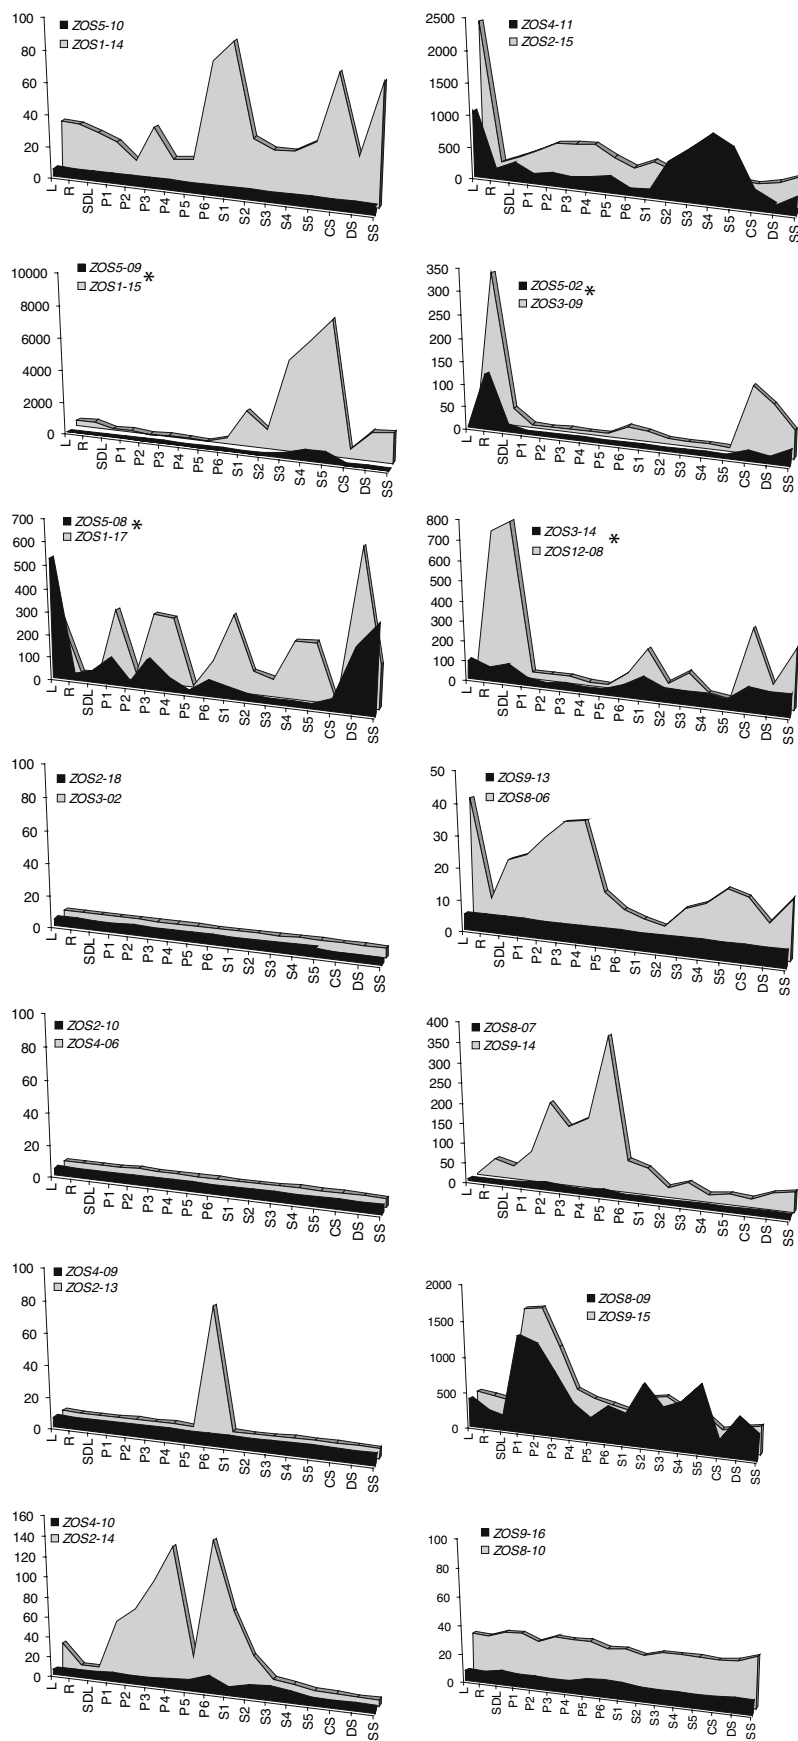 100
80
60
40
20
0
ZOS5-10
ZOS1-14
L
R
SDL
P1
P2
P3
P4
P5
P6
S1
S2
S3
S4
S5
CS
DS
SS
2500
2000
1500
1000
500
0
ZOS4-11
ZOS2-15
L
R
SDL
P1
P2
P3
P4
P5
P6
S1
S2
S3
S4
S5
CS
DS
SS
10000
8000
6000
4000
2000
0
ZOS5-09
ZOS1-15 *
L
R
SDL
P1
P2
P3
P4
P5
P6
S1
S2
S3
S4
S5
CS
DS
SS
350
300
250
200
150
100
50
0
ZOS5-02 *
ZOS3-09
L
R
SDL
P1
P2
P3
P4
P5
P6
S1
S2
S3
S4
S5
CS
DS
SS
700
600
500
400
300
200
100
0
ZOS5-08 *
ZOS1-17
L
R
SDL
P1
P2
P3
P4
P5
P6
S1
S2
S3
S4
S5
CS
DS
SS
800
700
600
500
400
300
200
100
0
ZOS3-14 *
ZOS12-08
L
R
SDL
P1
P2
P3
P4
P5
P6
S1
S2
S3
S4
S5
CS
DS
SS
100
80
60
40
20
0
ZOS2-18
ZOS3-02
L
R
SDL
P1
P2
P3
P4
P5
P6
S1
S2
S3
S4
S5
CS
DS
SS
50
40
30
20
10
0
ZOS9-13
ZOS8-06
L
R
SDL
P1
P2
P3
P4
P5
P6
S1
S2
S3
S4
S5
CS
DS
SS
100
80
60
40
20
0
ZOS2-10
ZOS4-06
L
R
SDL
P1
P2
P3
P4
P5
P6
S1
S2
S3
S4
S5
CS
DS
SS
400
350
300
250
200
150
100
50
0
ZOS8-07
ZOS9-14
L
R
SDL
P1
P2
P3
P4
P5
P6
S1
S2
S3
S4
S5
CS
DS
SS
100
80
60
40
20
0
ZOS4-09
ZOS2-13
L
R
SDL
P1
P2
P3
P4
P5
P6
S1
S2
S3
S4
S5
CS
DS
SS
2000
1500
1000
500
0
ZOS8-09
ZOS9-15
L
R
SDL
P1
P2
P3
P4
P5
P6
S1
S2
S3
S4
S5
CS
DS
SS
160
140
120
100
80
60
40
20
0
ZOS4-10
ZOS2-14
L
R
SDL
P1
P2
P3
P4
P5
P6
S1
S2
S3
S4
S5
CS
DS
SS
100
80
60
40
20
0
ZOS9-16
ZOS8-10
L
R
SDL
P1
P2
P3
P4
P5
P6
S1
S2
S3
S4
S5
CS
DS
SS